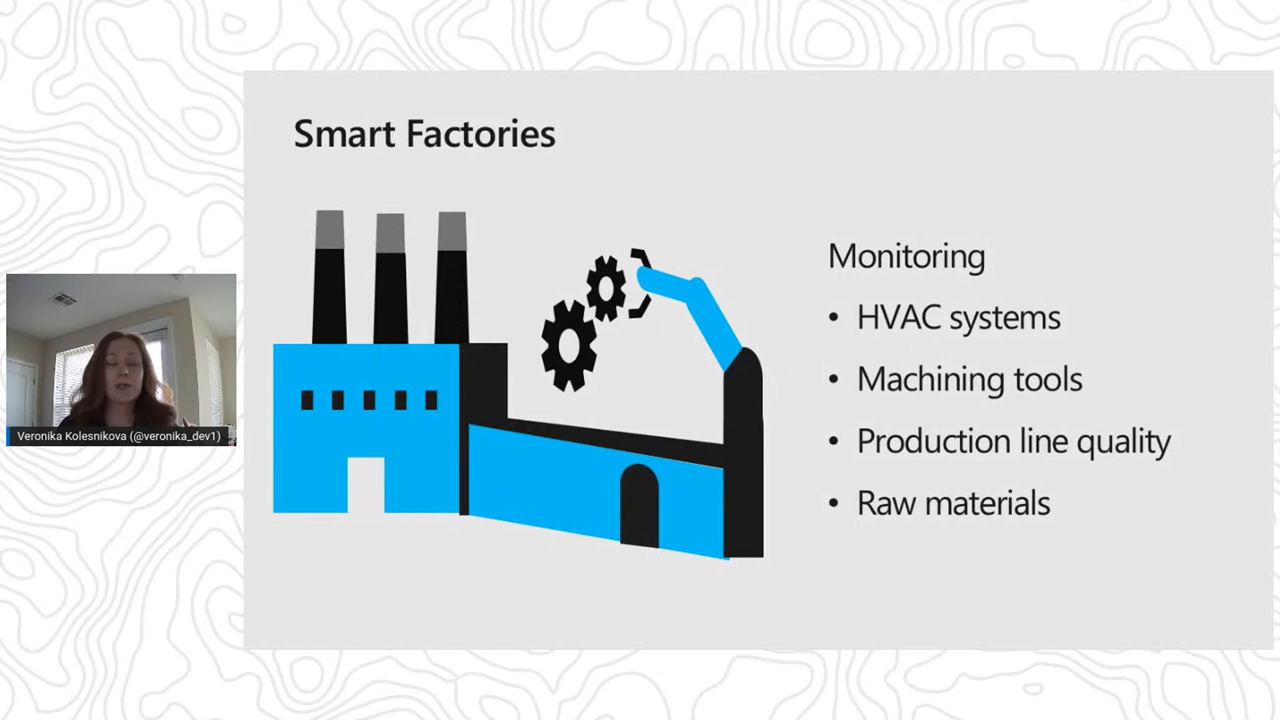 Smart Factories
Monitoring
• HVAC systems
• Machining tools
• Production line quality
• Raw materials
Veronika Kolesnikova (@veronika_dev1)